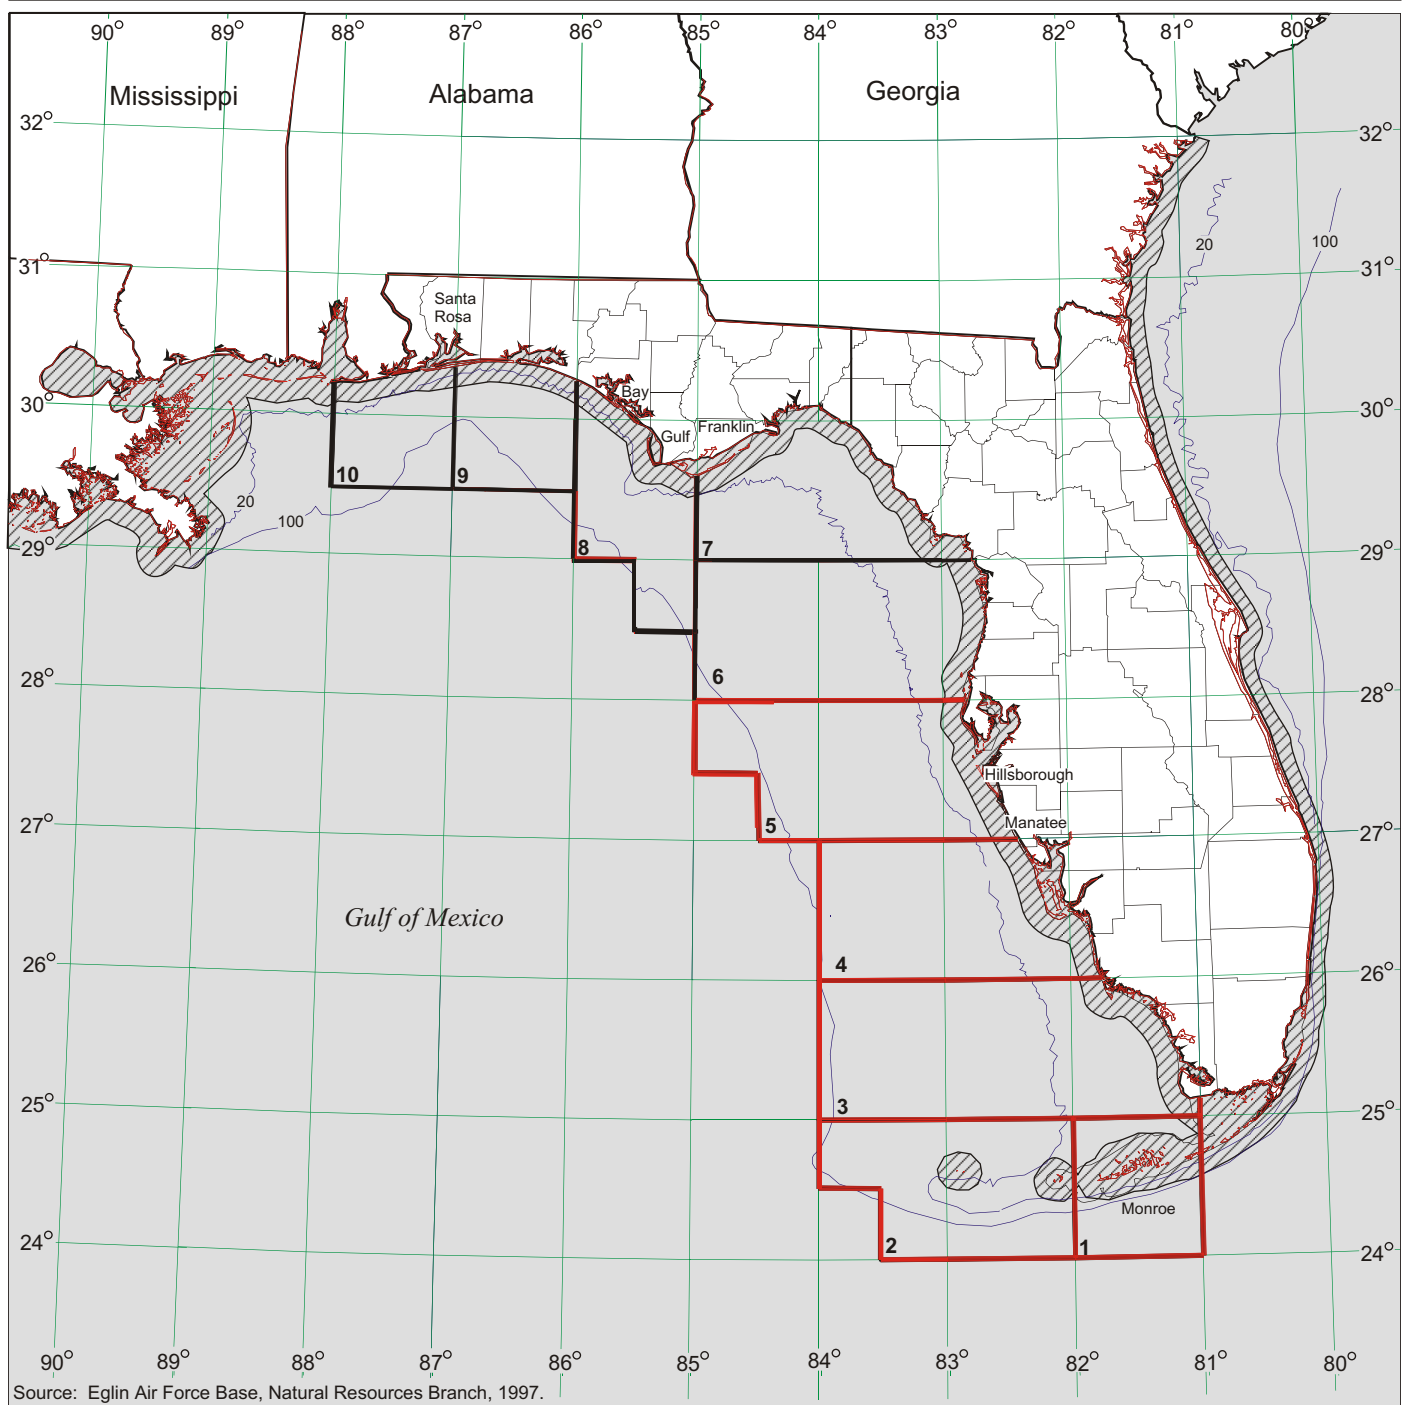 90° 89° 88° 87° 86° 85° 84° 83° 82° 81° 80°
Mississippi Alabama Georgia
32° 32°
20 100
31° 31°
Santa
Rosa
Bay
30° 30°
Gulf Franklin
10 9
20
100
29° 8 7 29°
28° 6 28°
Hillsborough
Manatee
27° 5 27°
Gulf of Mexico
26° 4 26°
25° 3 25°
Monroe
24° 2 1 24°
90° 89° 88° 87° 86° 85° 84° 83° 82° 81° 80°
Source: Eglin Air Force Base, Natural Resources Branch, 1997.